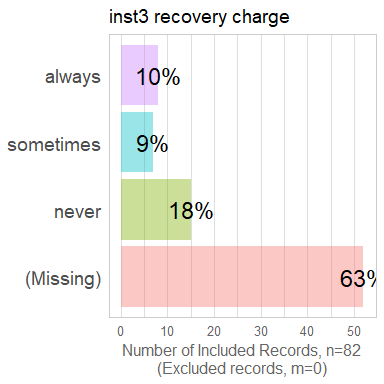 inst3 recovery charge
always
10%
sometimes
9%
never
18%
(Missing)
63%
0 10 20 30 40 50
Number of Included Records, n=82
(Excluded records, m=0)